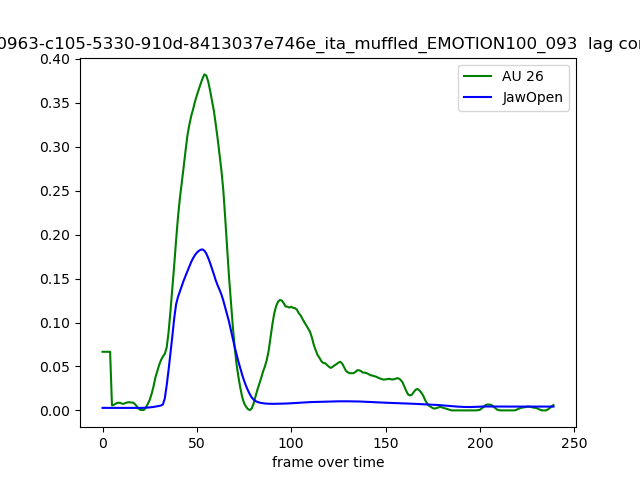 0963-c105-5330-910d-8413037e746e_ita_muffled_EMOTION100_093 lag
0.40
0.35
0.30
0.25
0.20
0.15
0.10
0.05
0.00
AU 26
JawOpen
0 50 100 150 200 250
frame over time